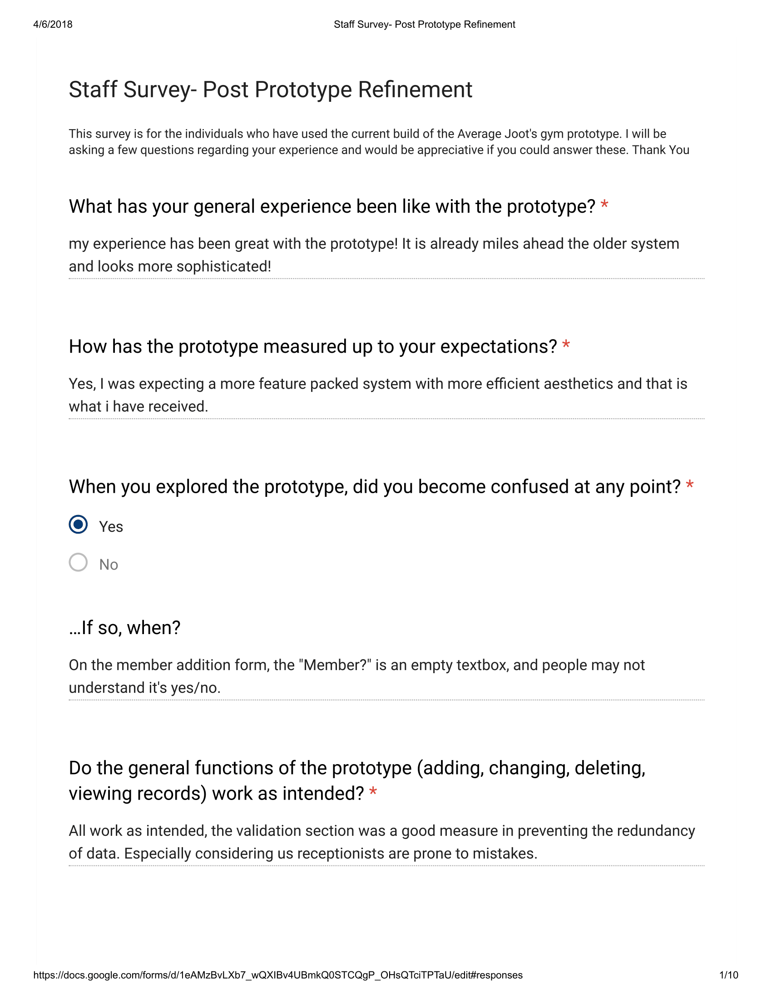 4/6/2018 Staff Survey- Post Prototype Refinement
Staff Survey- Post Prototype Refinement
This survey is for the individuals who have used the current build of the Average Joot's gym prototype. I will be
asking a few questions regarding your experience and would be appreciative if you could answer these. Thank You
What has your general experience been like with the prototype? *
my experience has been great with the prototype! It is already miles ahead the older system
and looks more sophisticated!
How has the prototype measured up to your expectations? *
Yes, I was expecting a more feature packed system with more efficient aesthetics and that is
what i have received.
When you explored the prototype, did you become confused at any point? *
Yes
No
...If so, when?
On the member addition form, the "Member?" is an empty textbox, and people may not
understand it's yes/no.
Do the general functions of the prototype (adding, changing, deleting,
viewing records) work as intended? *
All work as intended, the validation section was a good measure in preventing the redundancy
of data. Especially considering us receptionists are prone to mistakes.
https://docs.google.com/forms/d/1eAMzBvLXb7_wQXIBv4UBmkQ0STCQgP_OHsQTciTPTaU/edit#responses 1/10